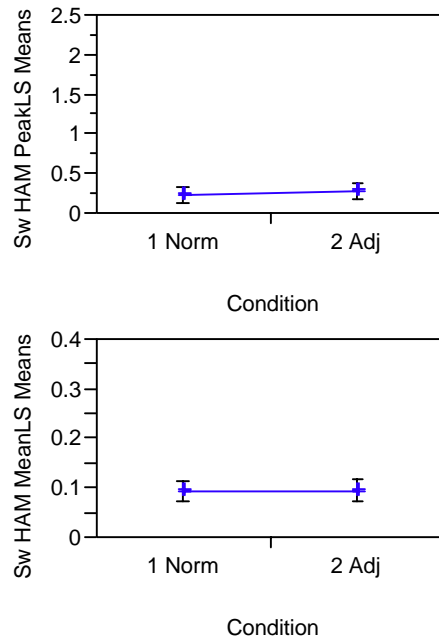 Sw HAM PeakLS Means
2.5
2
1.5
1
0.5
0
1 Norm 2 Adj
Condition
Sw HAM MeanLS Means
0.4
0.3
0.2
0.1
0
1 Norm 2 Adj
Condition